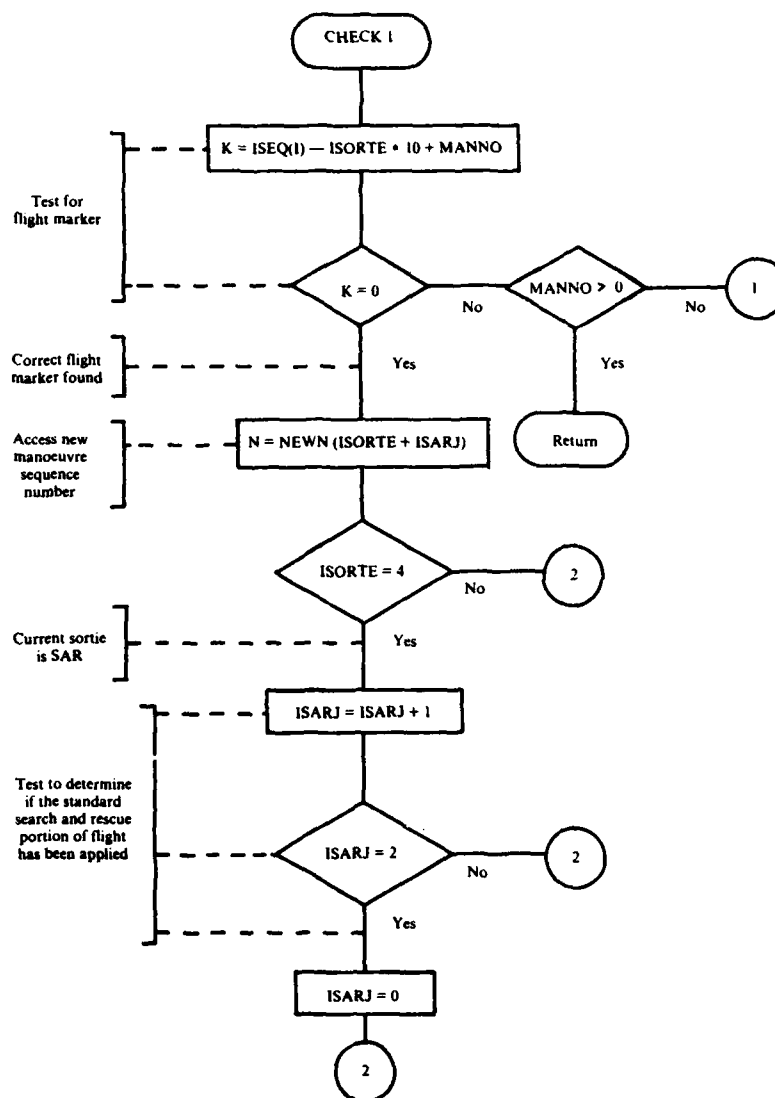 CHECK 1
K = ISEQ(1) — ISORTE * 10 + MANNO
Test for
flight marker
K = 0
No
MANNO > 0
No
1
Yes
Yes
Correct flight
marker found
Return
Access new
manoeuvre
sequence
number
N = NEWN (ISORTE + ISARJ)
ISORTE = 4
No
2
Yes
Current sortie
is SAR
ISARJ = ISARJ + 1
Test to determine
if the standard
search and rescue
portion of flight
has been applied
ISARJ = 2
No
2
Yes
ISARJ = 0
2